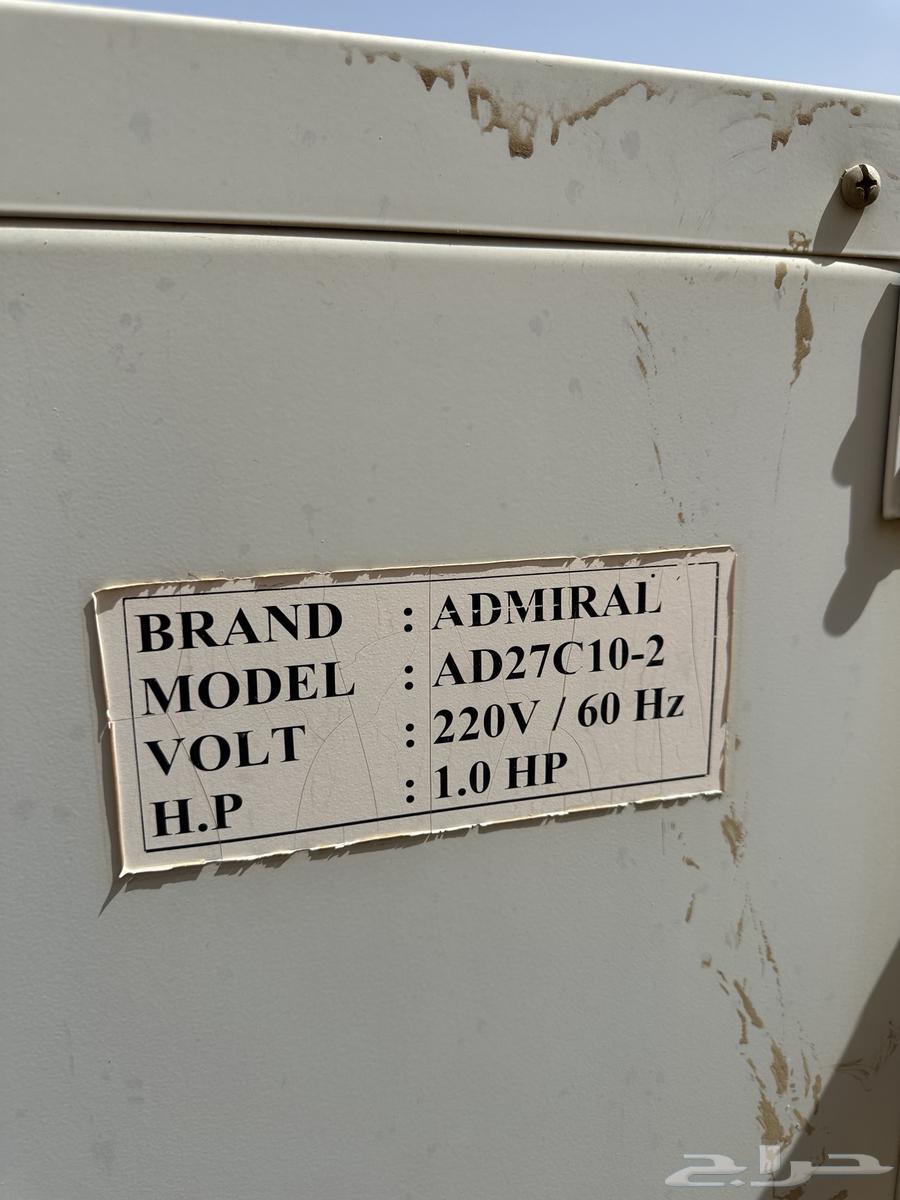 BRAND : ADMIRAL
MODEL : AD27C10-2
VOLT : 220V / 60 Hz
H.P : 1.0 HP
حراج